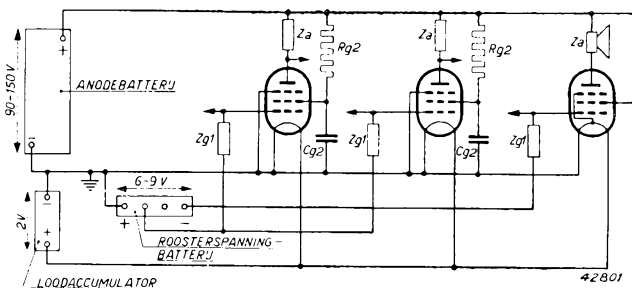 Za
Rg2
Za
Rg2
Za
90-150V
+
ANODEBATTERIJ
-
Zg1
Cg2
Zg1
Cg2
Zg1
6-9 V
2V
-
+
+
-
ROOSTERSPANNING-
BATTERIJ
LOODACCUMULATOR
42801